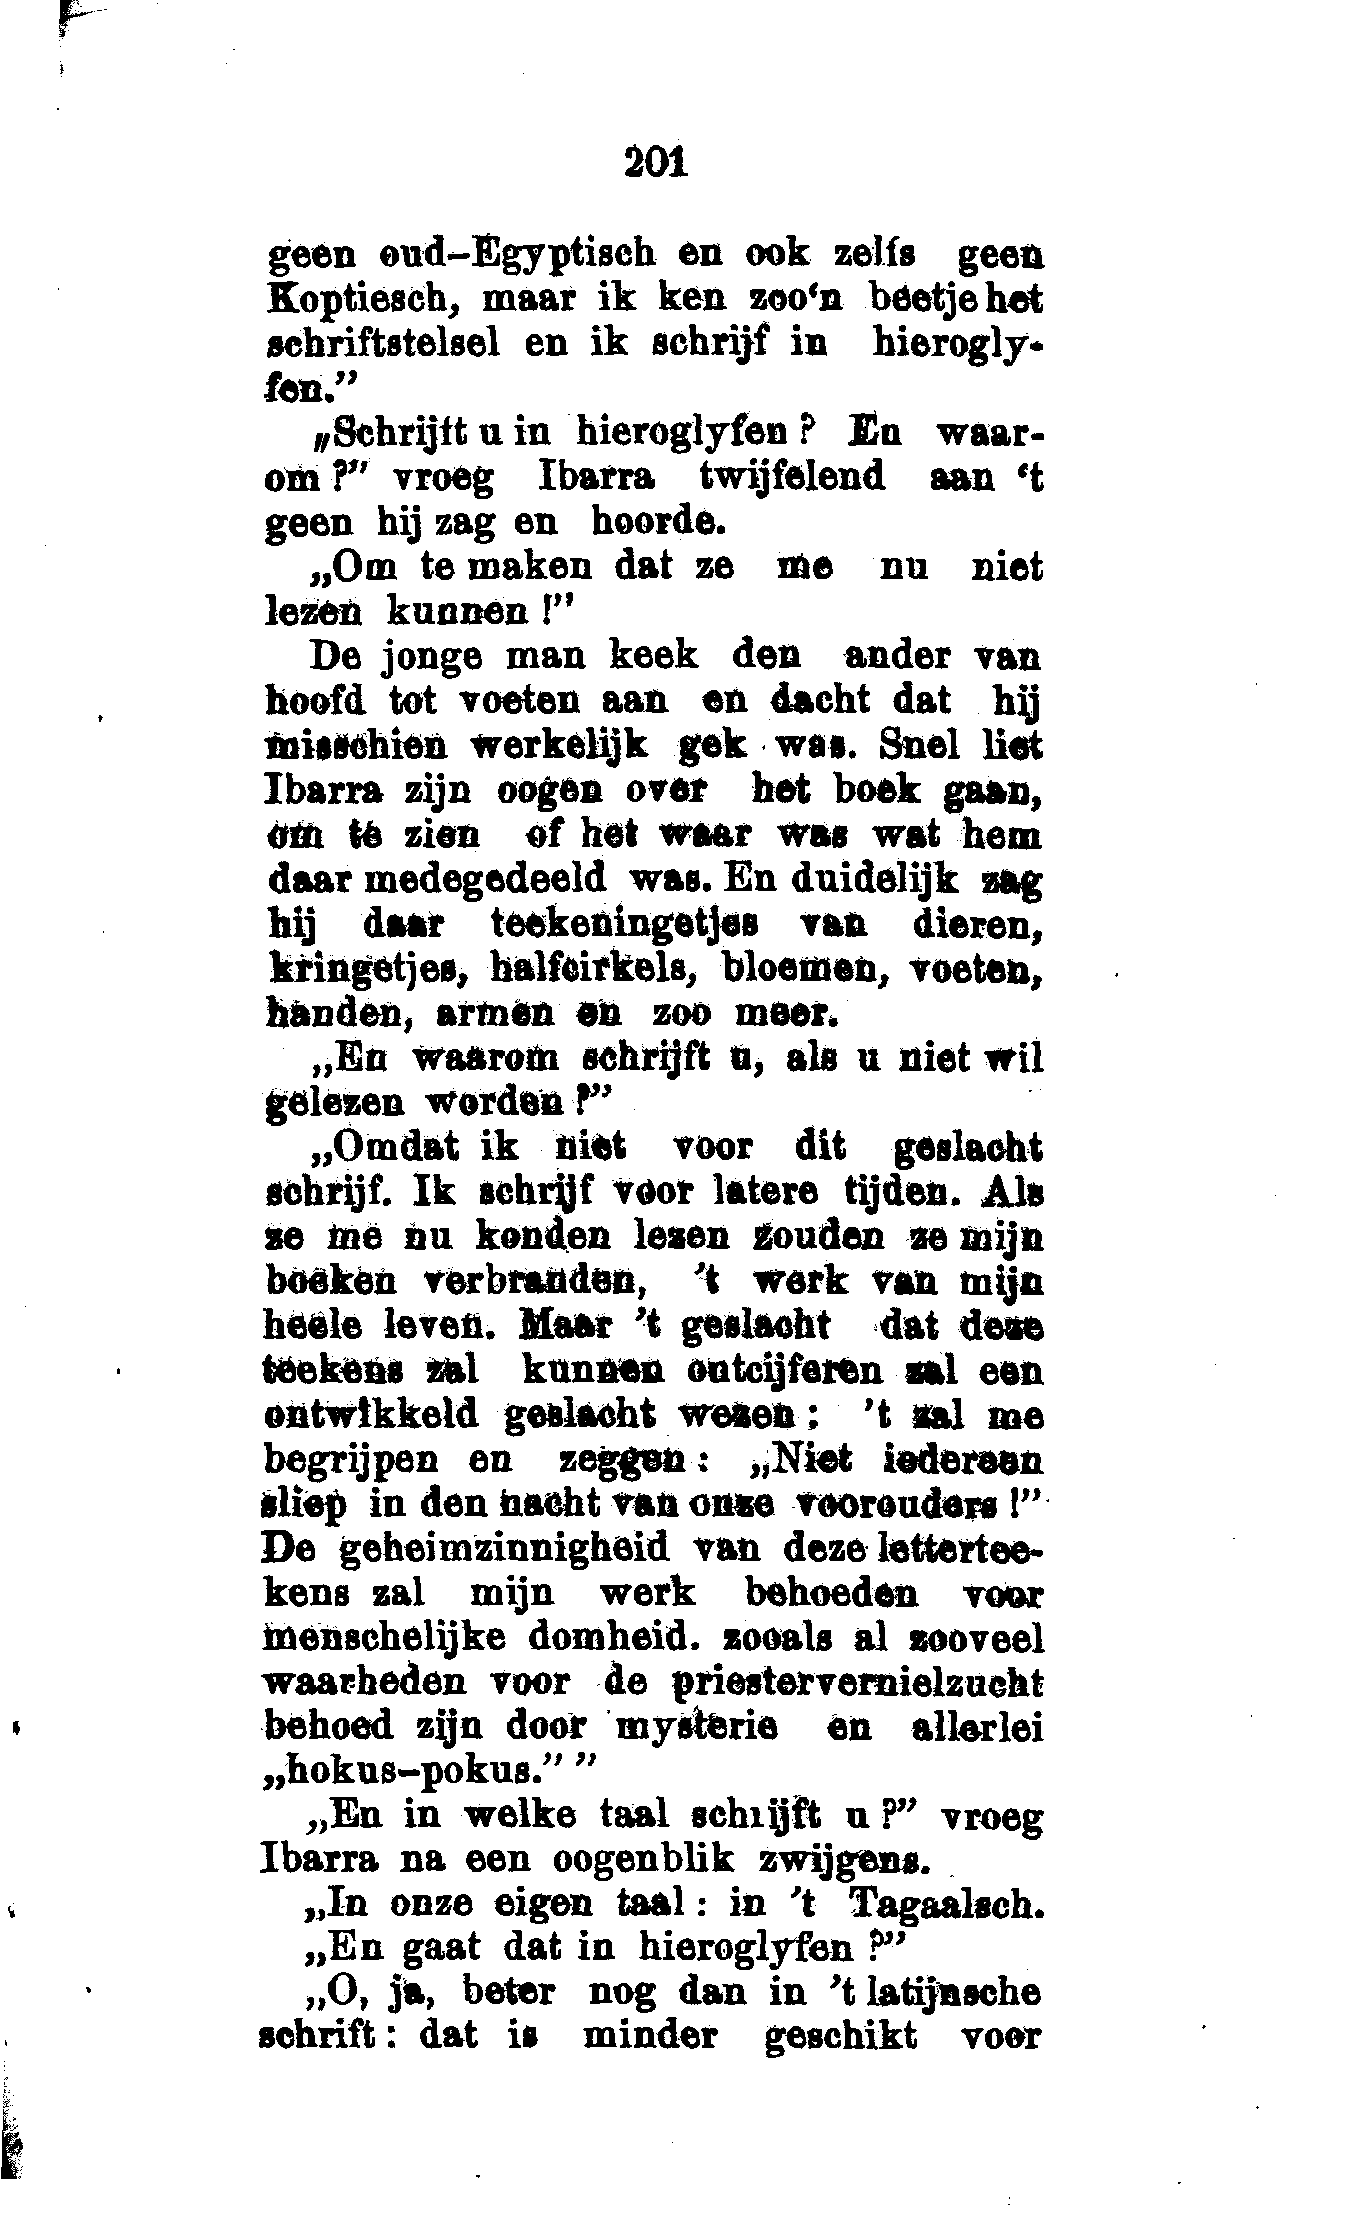 201
geen oud-Egyptisch en ook zelfs geen
Koptiesch, maar ik ken zoo‘n beetje het
schriftstelsel en ik schrijf in hierogly-
fen.”
„Schrijft u in hieroglyfen? En waar-
om?” vroeg Ibarra twijfelend aan ‘t
geen hij zag en hoorde.
„Om te maken dat ze me nu niet
lezen kunnen!”
De jonge man keek den ander van
hoofd tot voeten aan en dacht dat hij
misschien werkelijk gek was. Snel liet
Ibarra zijn oogen over het boek gaan,
om te zien of het waar was wat hem
daar medegedeeld was. En duidelijk zag
hij daar teekeningetjes van dieren,
kringetjes, halfcirkels, bloemen, voeten,
handen, armen en zoo meer.
„En waarom schrijft u, als u niet wil
gelezen worden?”
„Omdat ik niet voor dit geslacht
schrijf. Ik schrijf voor latere tijden. Als
ze me nu konden lezen zouden ze mijn
boeken verbranden, ’t werk van mijn
heele leven. Maar ’t geslacht dat deze
teekens zal kunnen ontcijferen zal een
ontwikkeld geslacht wezen: ’t zal me
begrijpen en zeggen: „Niet iedereen
sliep in den nacht van onze voorouders!”
De geheimzinnigheid van deze lettertee-
kens zal mijn werk behoeden voor
menschelijke domheid. zooals al zooveel
waarheden voor de priestervernielzucht
behoed zijn door mysterie en allerlei
„hokus-pokus.” ”
„En in welke taal schrijft u?” vroeg
Ibarra na een oogenblik zwijgens.
„In onze eigen taal: in ’t Tagaalsch.
„En gaat dat in hieroglyfen?”
„O, ja, beter nog dan in ’t latijnsche
schrift: dat is minder geschikt voor